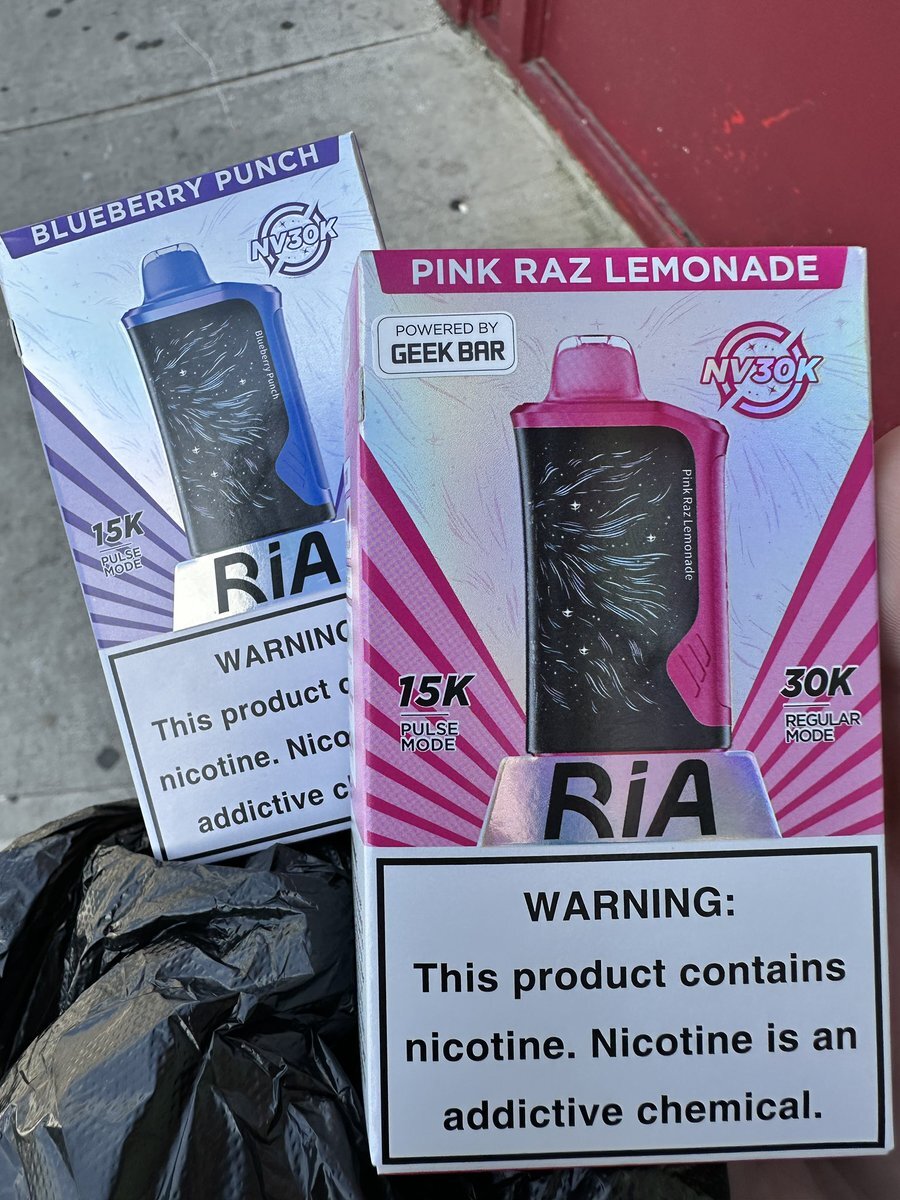 BLUEBERRY PUNCH
NV30K
Blueberry Punch
15K
PULSE
MODE
RiA
WARNING
This product c
nicotine. Nico
addictive c
PINK RAZ LEMONADE
POWERED BY
GEEK BAR
NV30K
Pink Raz Lemonade
15K
PULSE
MODE
30K
REGULAR
MODE
RiA
WARNING:
This product contains
nicotine. Nicotine is an
addictive chemical.